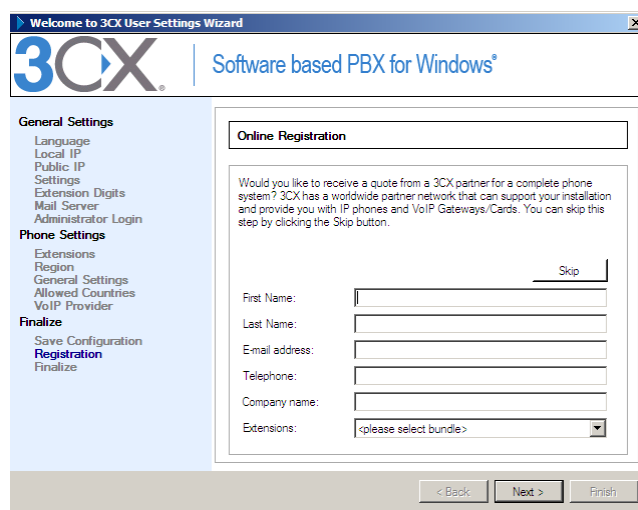 Welcome to 3CX User Settings Wizard
3CX®
Software based PBX for Windows®
General Settings
Language
Local IP
Public IP
Settings
Extension Digits
Mail Server
Administrator Login
Phone Settings
Extensions
Region
General Settings
Allowed Countries
VoIP Provider
Finalize
Save Configuration
Registration
Finalize
Online Registration
Would you like to receive a quote from a 3CX partner for a complete phone
system? 3CX has a worldwide partner network that can support your installation
and provide you with IP phones and VoIP Gateways/Cards. You can skip this
step by clicking the Skip button.
Skip
First Name:
Last Name:
E-mail address:
Telephone:
Company name:
Extensions:
<please select bundle>
< Back
Next >
Finish